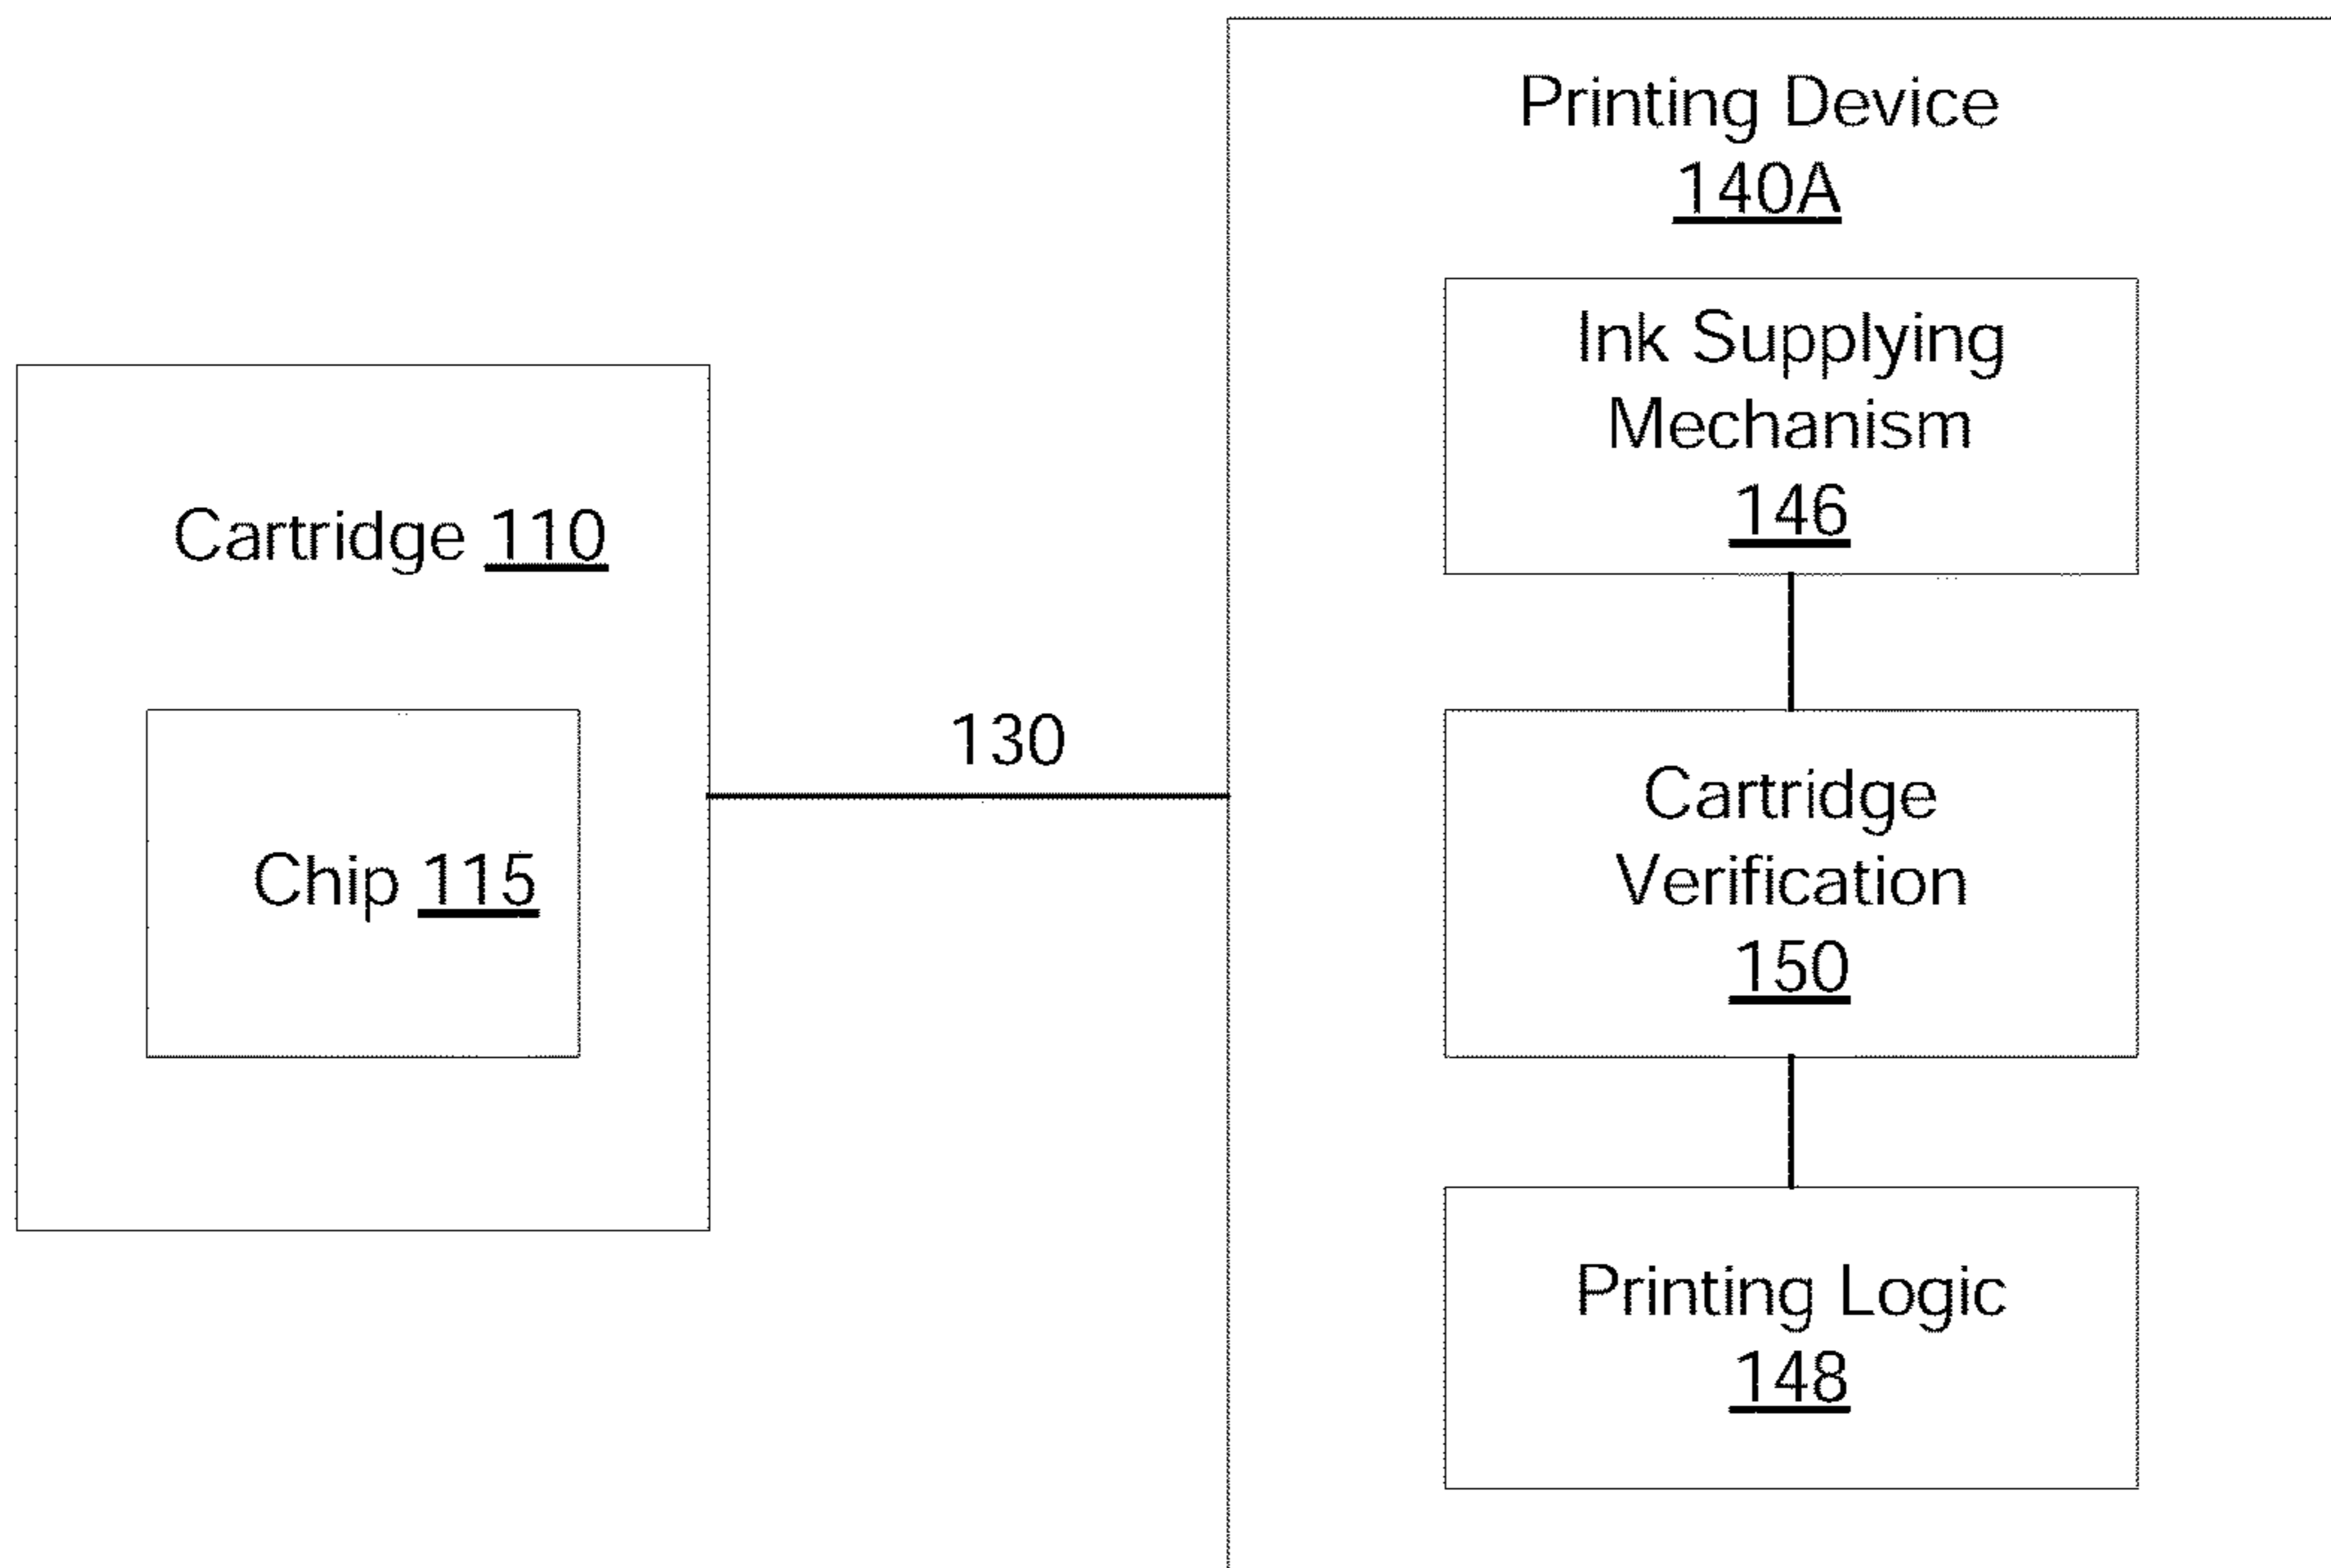 Printing Device
140A
Ink Supplying
Mechanism
146
Cartridge 110
130
Cartridge
Verification
150
Chip 115
Printing Logic
148